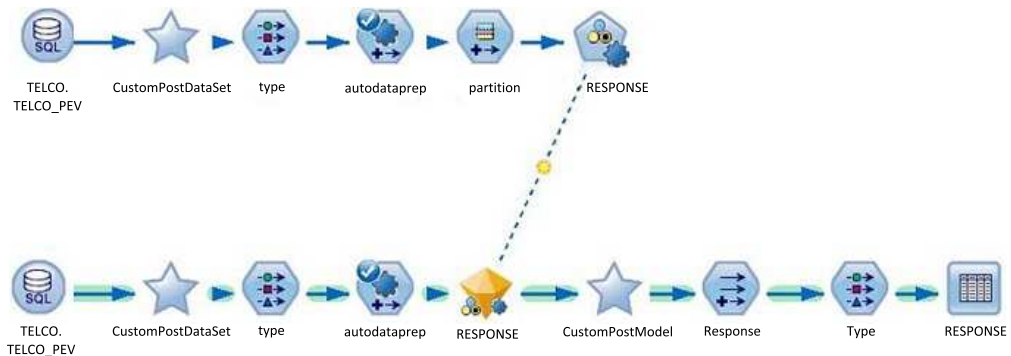 SQL
TELCO.
TELCO_PEV
CustomPostDataSet
type
autodataprep
partition
RESPONSE
SQL
TELCO.
TELCO_PEV
CustomPostDataSet
type
autodataprep
RESPONSE
CustomPostModel
Response
Type
RESPONSE